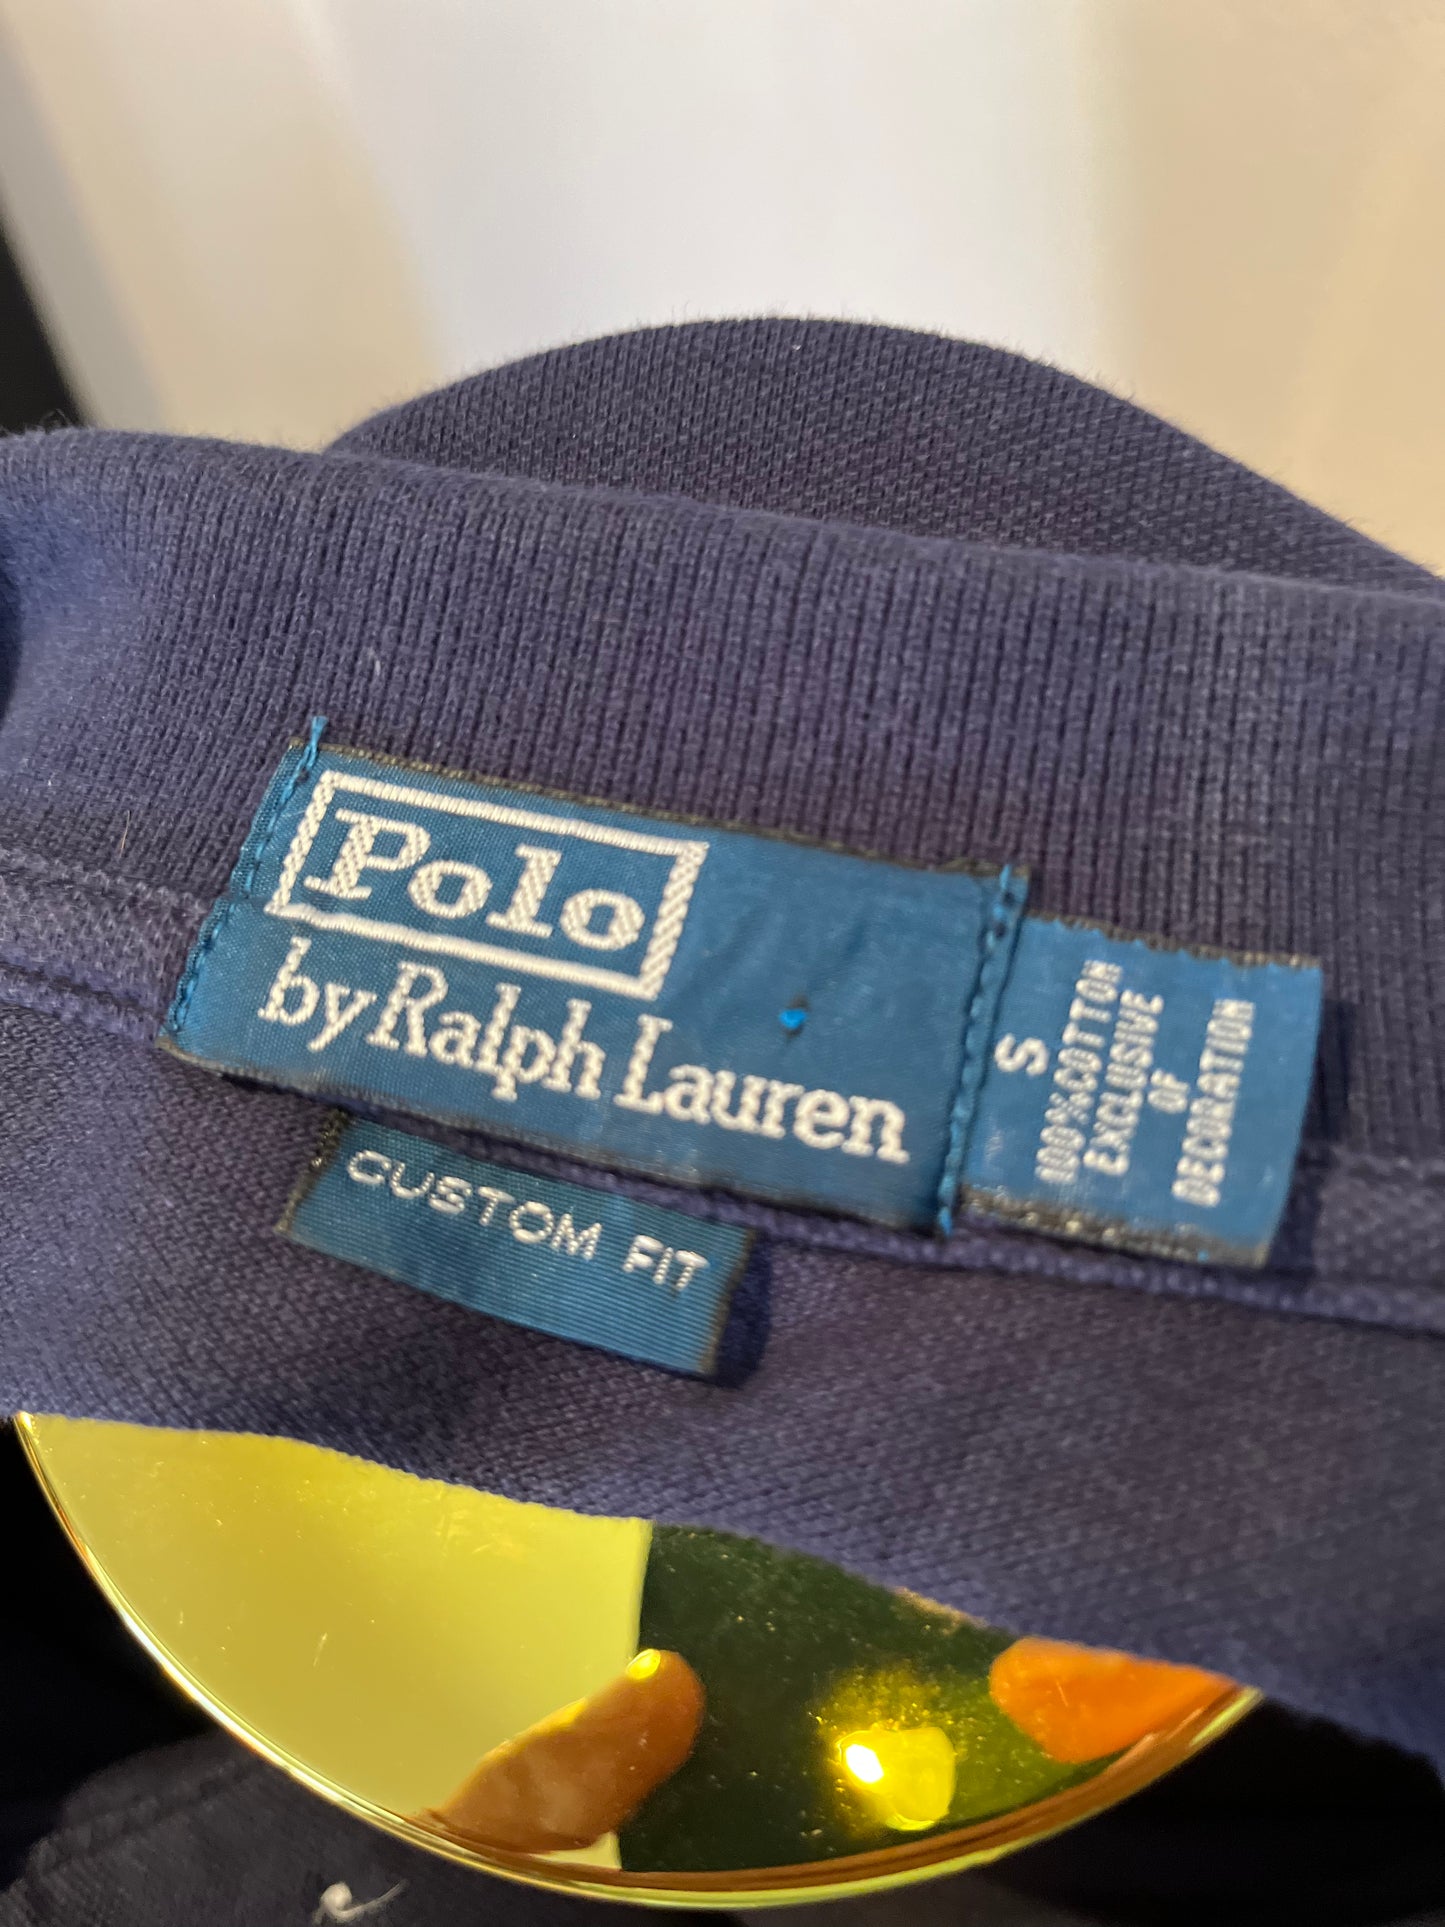 Polo
by Ralph Lauren
CUSTOM FIT
S
100% COTTON
EXCLUSIVE
OF
DECORATION